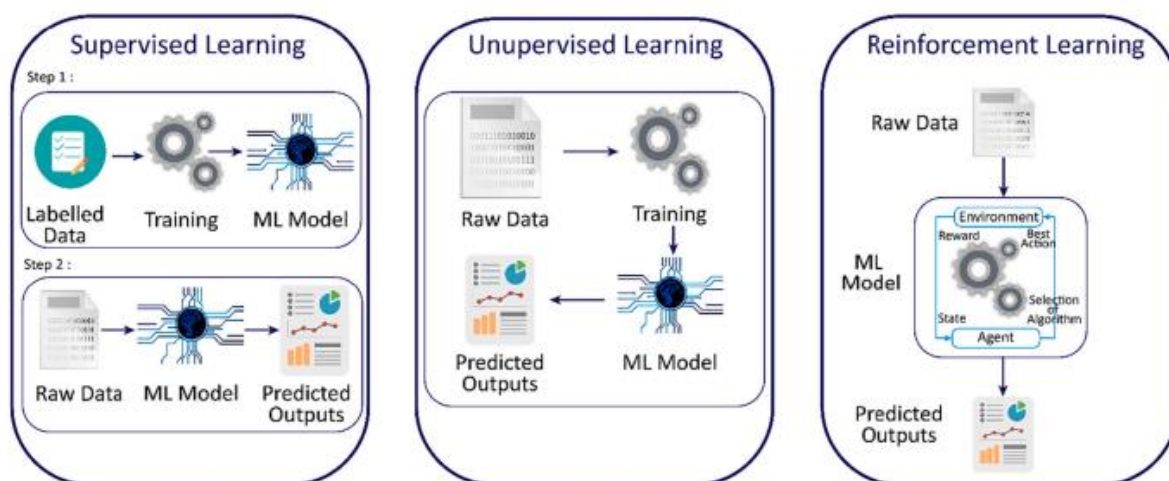 Supervised Learning
Step 1 :
Labelled
Data
Training
ML Model
Step 2 :
Raw Data
ML Model
Predicted
Outputs
Unupervised Learning
Raw Data
Training
Predicted
Outputs
ML Model
Reinforcement Learning
Raw Data
ML
Model
Environment
Reward
Best
Action
State
Selection
of
Algorithm
Agent
Predicted
Outputs